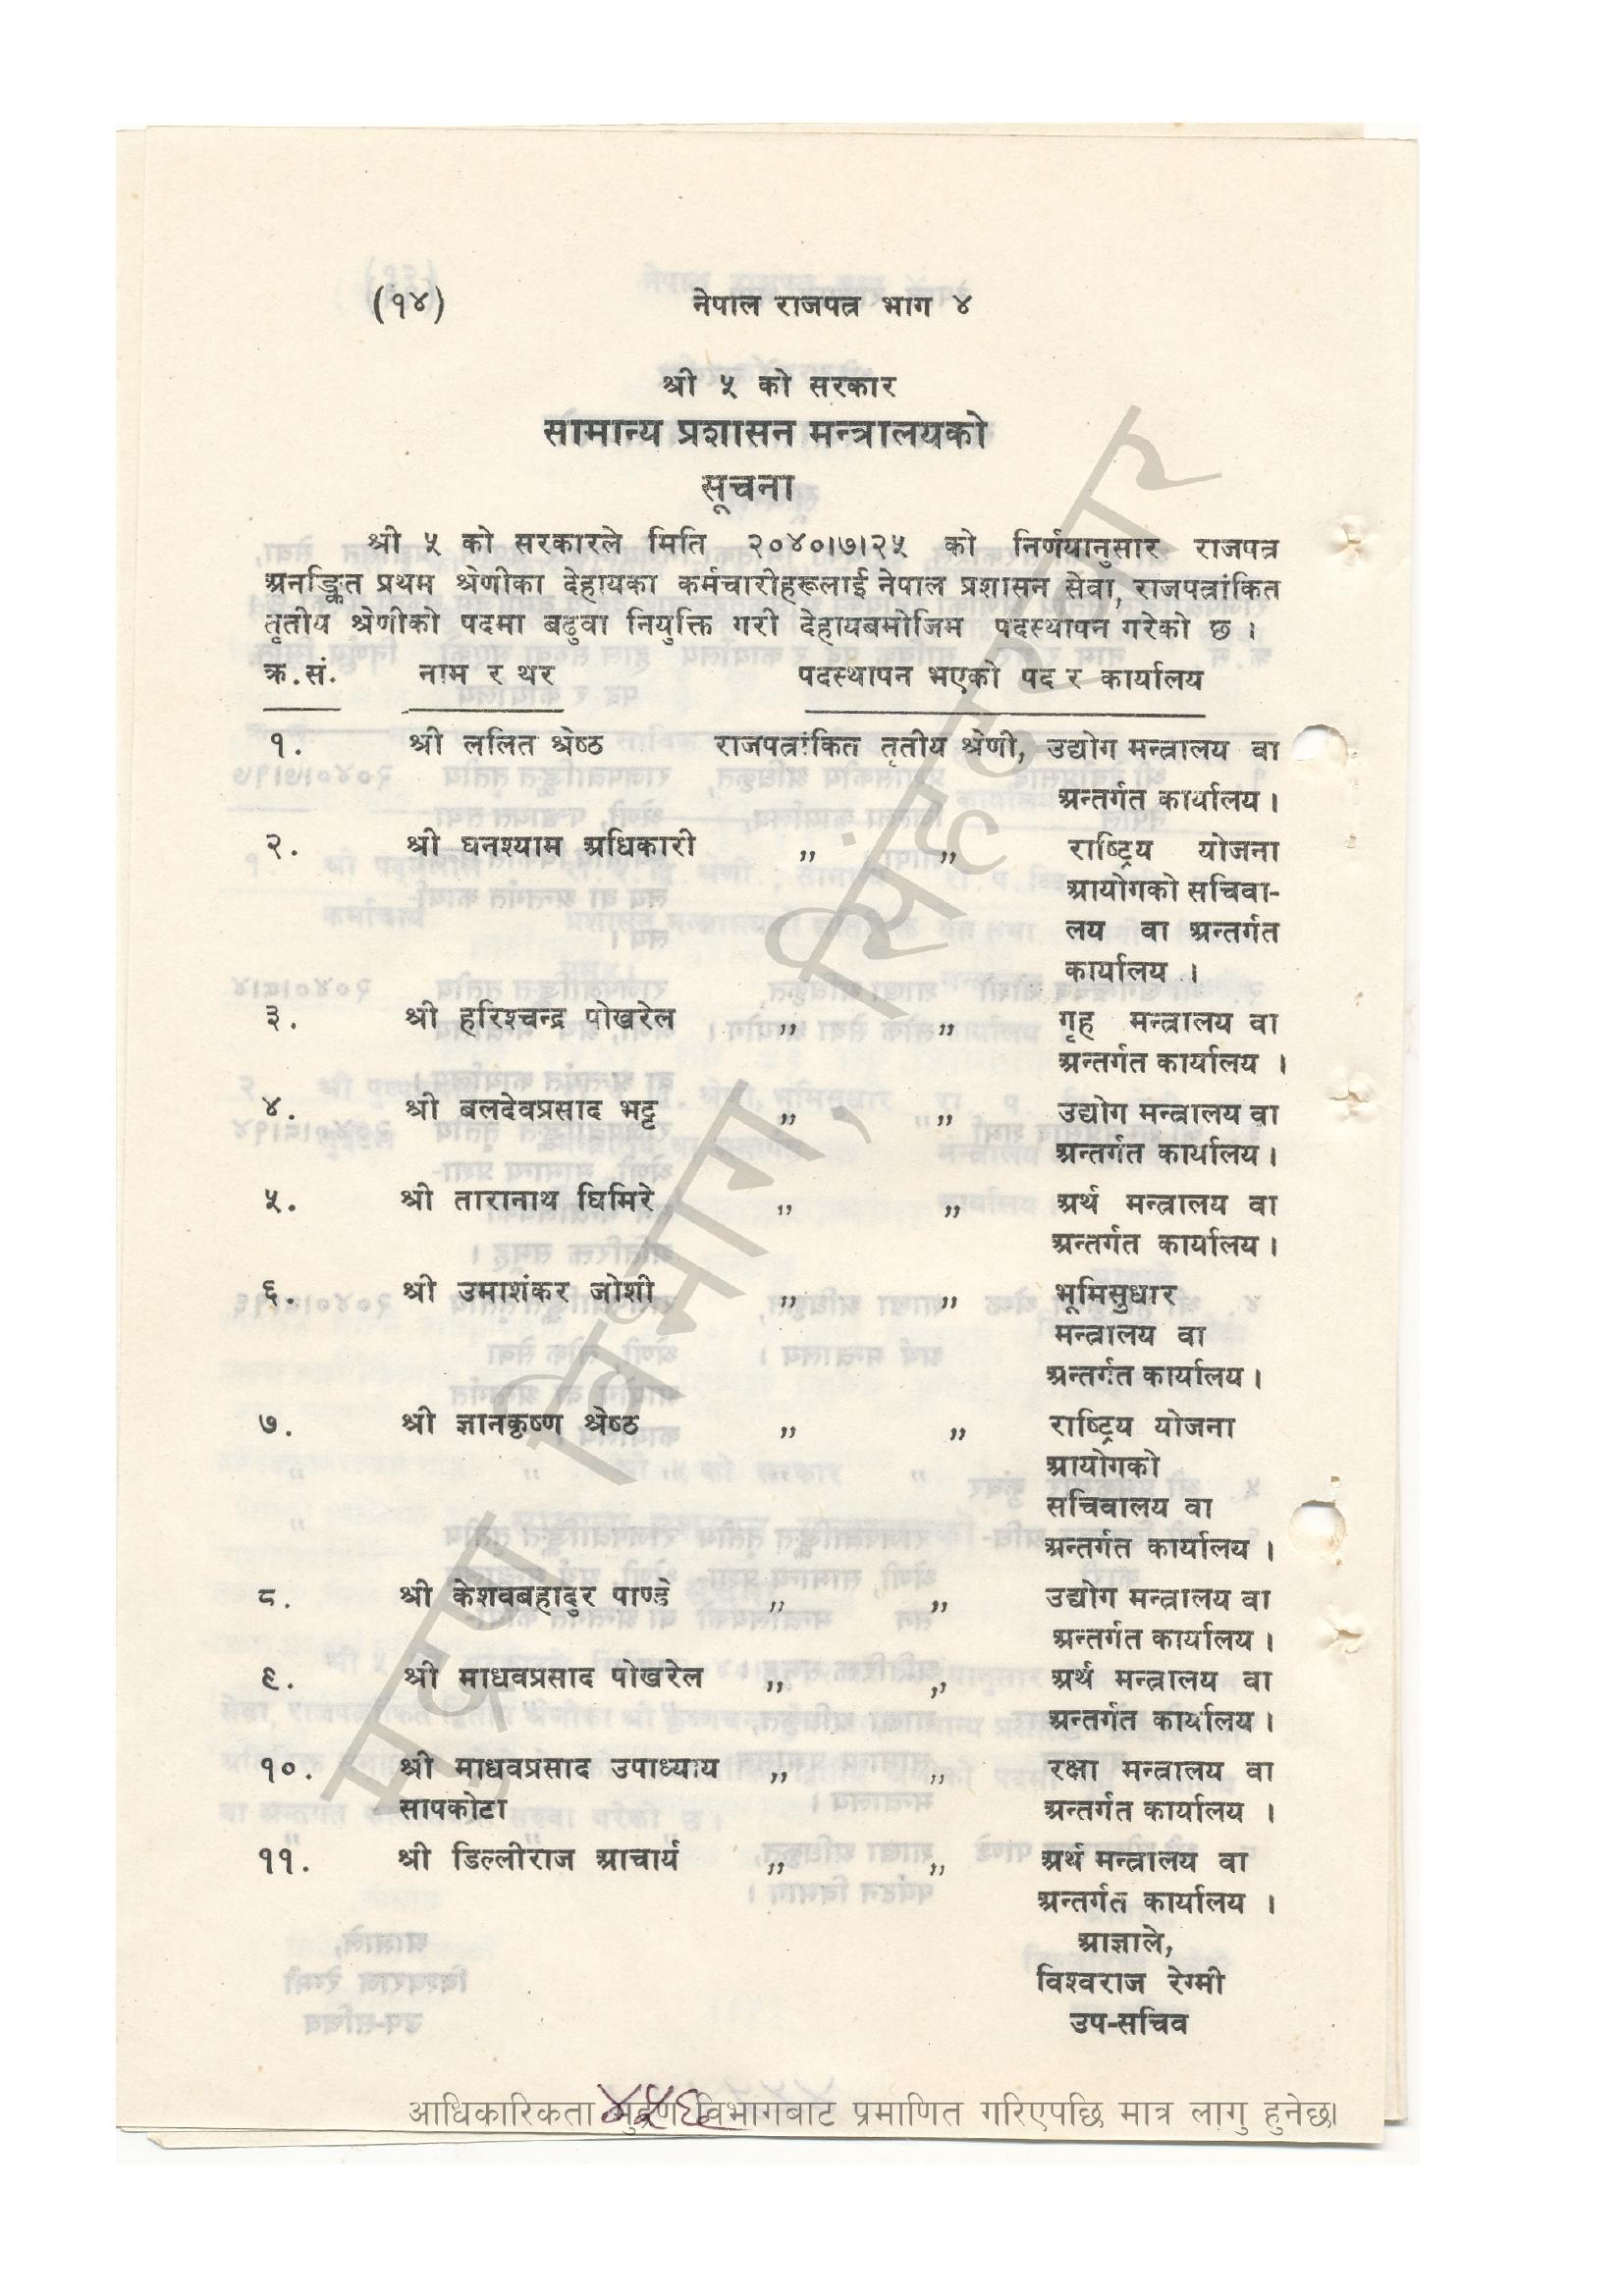 (१४) नेपाल राजपत्र भाग ४
श्री ५ को सरकार
सामान्य प्रशासन मन्त्रालयको
सूचना
श्री ५ को सरकारले मिति २०४०।७।२५ को निर्णयानुसार राजपत्र
अनङ्कित प्रथम श्रेणीका देहायका कर्मचारीहरूलाई नेपाल प्रशासन सेवा, राजपत्रांकित
तृतीय श्रेणीको पदमा बढुवा नियुक्ति गरी देहायबमोजिम पदस्थापन गरेको छ ।
क्र.सं. नाम र थर पदस्थापन भएको पद र कार्यालय
१. श्री ललित श्रेष्ठ राजपत्रांकित तृतीय श्रेणी, उद्योग मन्त्रालय वा
अन्तर्गत कार्यालय ।
२. श्री घनश्याम अधिकारी ,, ,, राष्ट्रिय योजना
आयोगको सचिवा-
लय वा अन्तर्गत
कार्यालय ।
३. श्री हरिश्चन्द्र पोखरेल ,, ,, गृह मन्त्रालय वा
अन्तर्गत कार्यालय ।
४. श्री बलदेवप्रसाद भट्ट ,, ,, उद्योग मन्त्रालय वा
अन्तर्गत कार्यालय ।
५. श्री तारानाथ घिमिरे ,, ,, अर्थ मन्त्रालय वा
अन्तर्गत कार्यालय ।
६. श्री उमाशंकर जोशी ,, ,, भूमिसुधार
मन्त्रालय वा
अन्तर्गत कार्यालय ।
७. श्री ज्ञानकृष्ण श्रेष्ठ ,, ,, राष्ट्रिय योजना
आयोगको
सचिवालय वा
अन्तर्गत कार्यालय ।
८. श्री केशवबहादुर पाण्डे ,, ,, उद्योग मन्त्रालय वा
अन्तर्गत कार्यालय ।
९. श्री माधवप्रसाद पोखरेल ,, ,, अर्थ मन्त्रालय वा
अन्तर्गत कार्यालय ।
१०. श्री माधवप्रसाद उपाध्याय ,, ,, रक्षा मन्त्रालय वा
सापकोटा अन्तर्गत कार्यालय ।
११. श्री डिल्लीराज आचार्य ,, ,, अर्थ मन्त्रालय वा
अन्तर्गत कार्यालय ।
आज्ञाले,
विश्वराज रेग्मी
उप-सचिव
मुद्रण विभाग, सिंहदरबार
४५६
आधिकारिकता मुद्रण विभागबाट प्रमाणित गरिएपछि मात्र लागु हुनेछ।